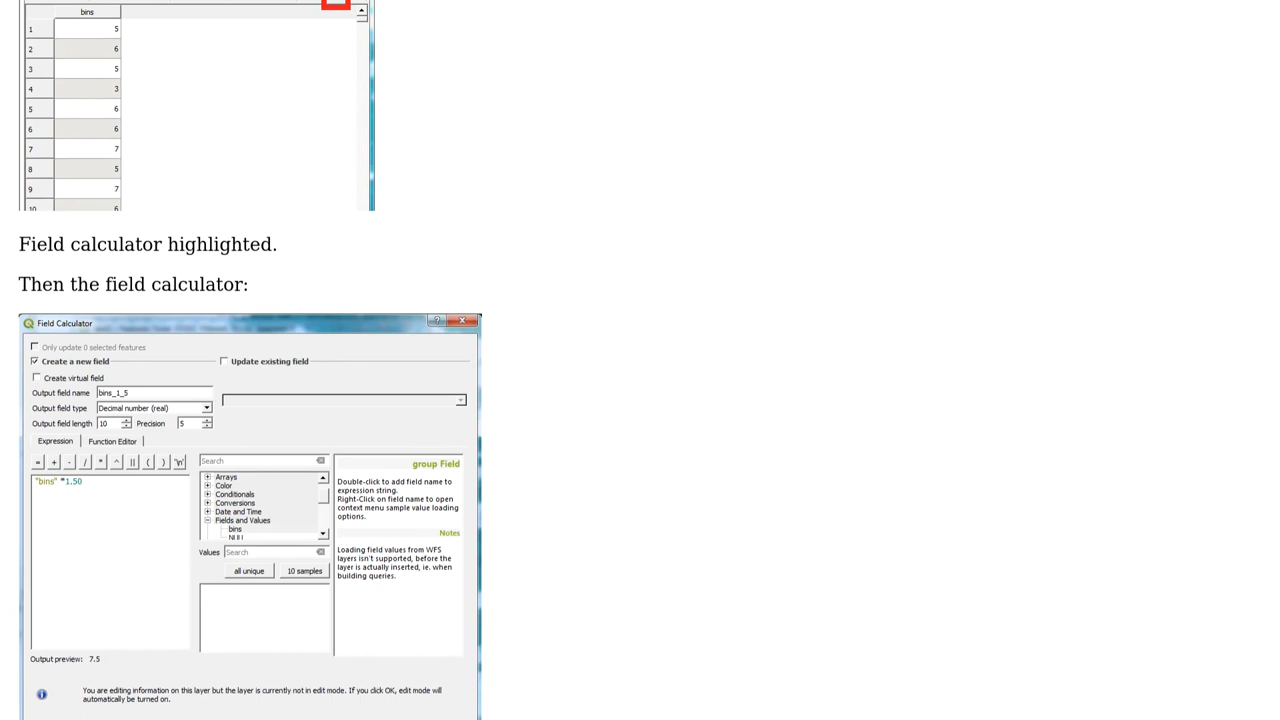 bins
1 5
2 6
3 5
4 3
5 6
6 6
7 7
8 5
9 7
10 6
Field calculator highlighted.
Then the field calculator:
Field Calculator
Only update 0 selected features
Create a new field
Update existing field
Create virtual field
Output field name bins_1_5
Output field type Decimal number (real)
Output field length 10 Precision 5
Expression Function Editor
= + - / * ^ || ( ) '\n'
"bins" *1.50
Search
Arrays
Color
Conditionals
Conversions
Date and Time
Fields and Values
bins
NULL
Values Search
all unique 10 samples
group Field
Double-click to add field name to
expression string.
Right-Click on field name to open
context menu sample value loading
options.
Notes
Loading field values from WFS
layers isn't supported, before the
layer is actually inserted, ie. when
building queries.
Output preview: 7.5
You are editing information on this layer but the layer is currently not in edit mode. If you click OK, edit mode will
automatically be turned on.